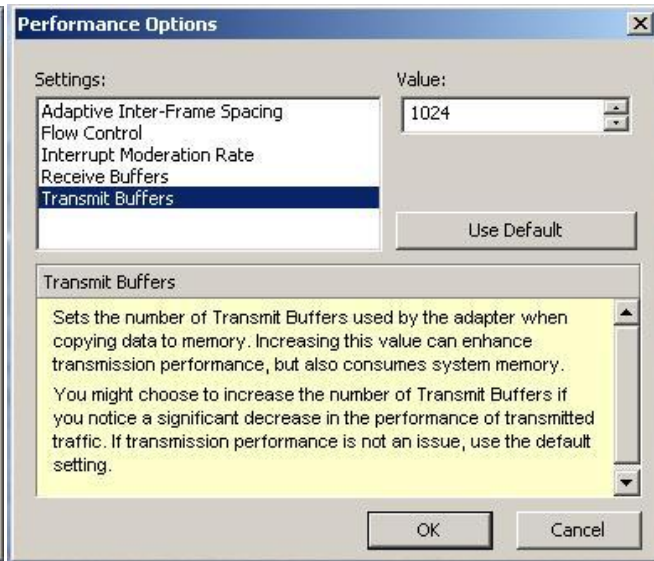 Performance Options
Settings:
Value:
Adaptive Inter-Frame Spacing
Flow Control
Interrupt Moderation Rate
Receive Buffers
Transmit Buffers
1024
Use Default
Transmit Buffers
Sets the number of Transmit Buffers used by the adapter when
copying data to memory. Increasing this value can enhance
transmission performance, but also consumes system memory.
You might choose to increase the number of Transmit Buffers if
you notice a significant decrease in the performance of transmitted
traffic. If transmission performance is not an issue, use the default
setting.
OK
Cancel